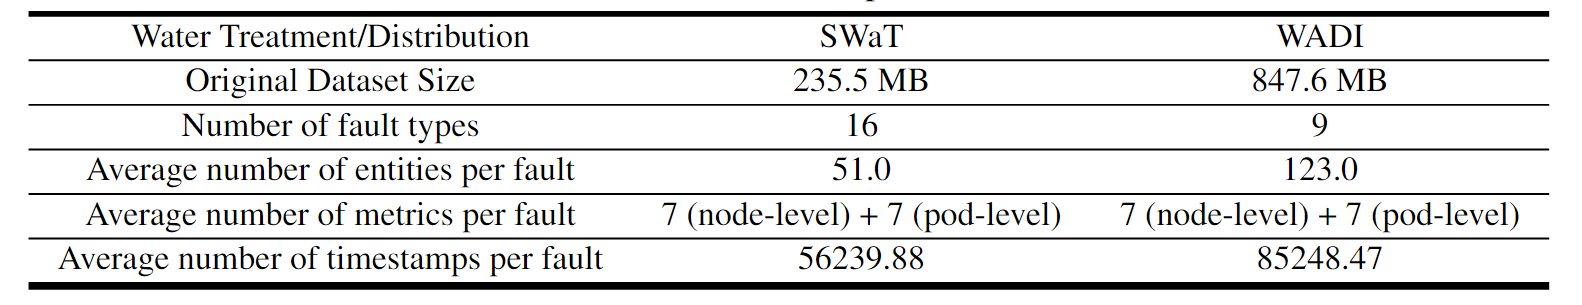 Water Treatment/Distribution SWaT WADI
Original Dataset Size 235.5 MB 847.6 MB
Number of fault types 16 9
Average number of entities per fault 51.0 123.0
Average number of metrics per fault 7 (node-level) + 7 (pod-level) 7 (node-level) + 7 (pod-level)
Average number of timestamps per fault 56239.88 85248.47